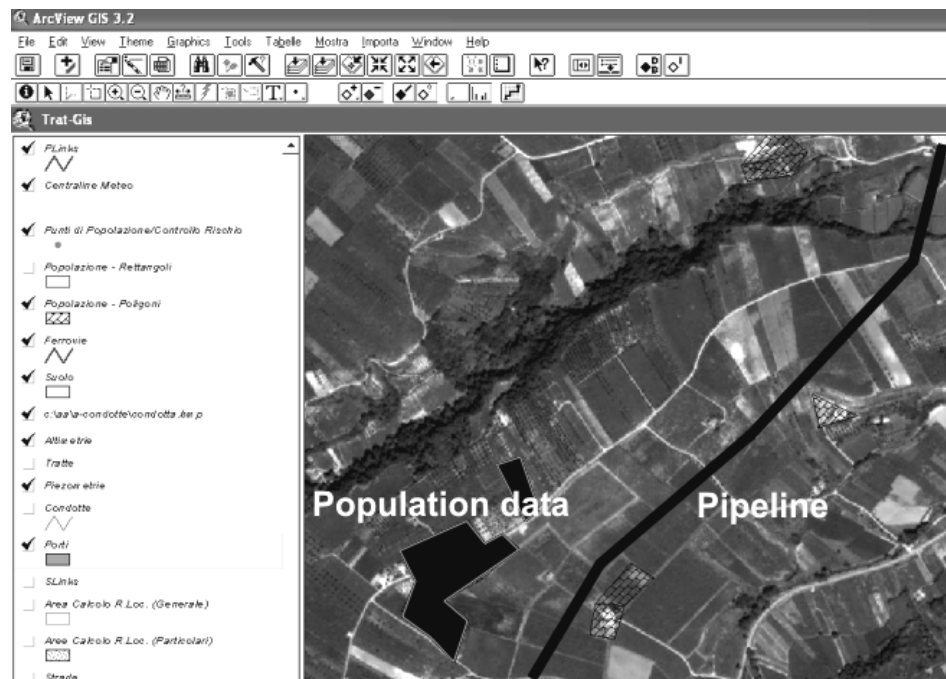 ArcView GIS 3.2
File Edit View Theme Graphics Tools Tabelle Mostra Importa Window Help
Trat-Gis
PLinks
Centraline Meteo
Punti di Popolazione/Controllo Rischio
Popolazione - Rettangoli
Popolazione - Poligoni
Ferrovie
Suolo
c:\aa\a-condotte\condotta.bmp
Altimetrie
Tratte
Piezometrie
Condotte
Porti
SLinks
Area Calcolo R.Loc. (Generale)
Aree Calcolo R.Loc. (Particolari)
Strade
Population data
Pipeline